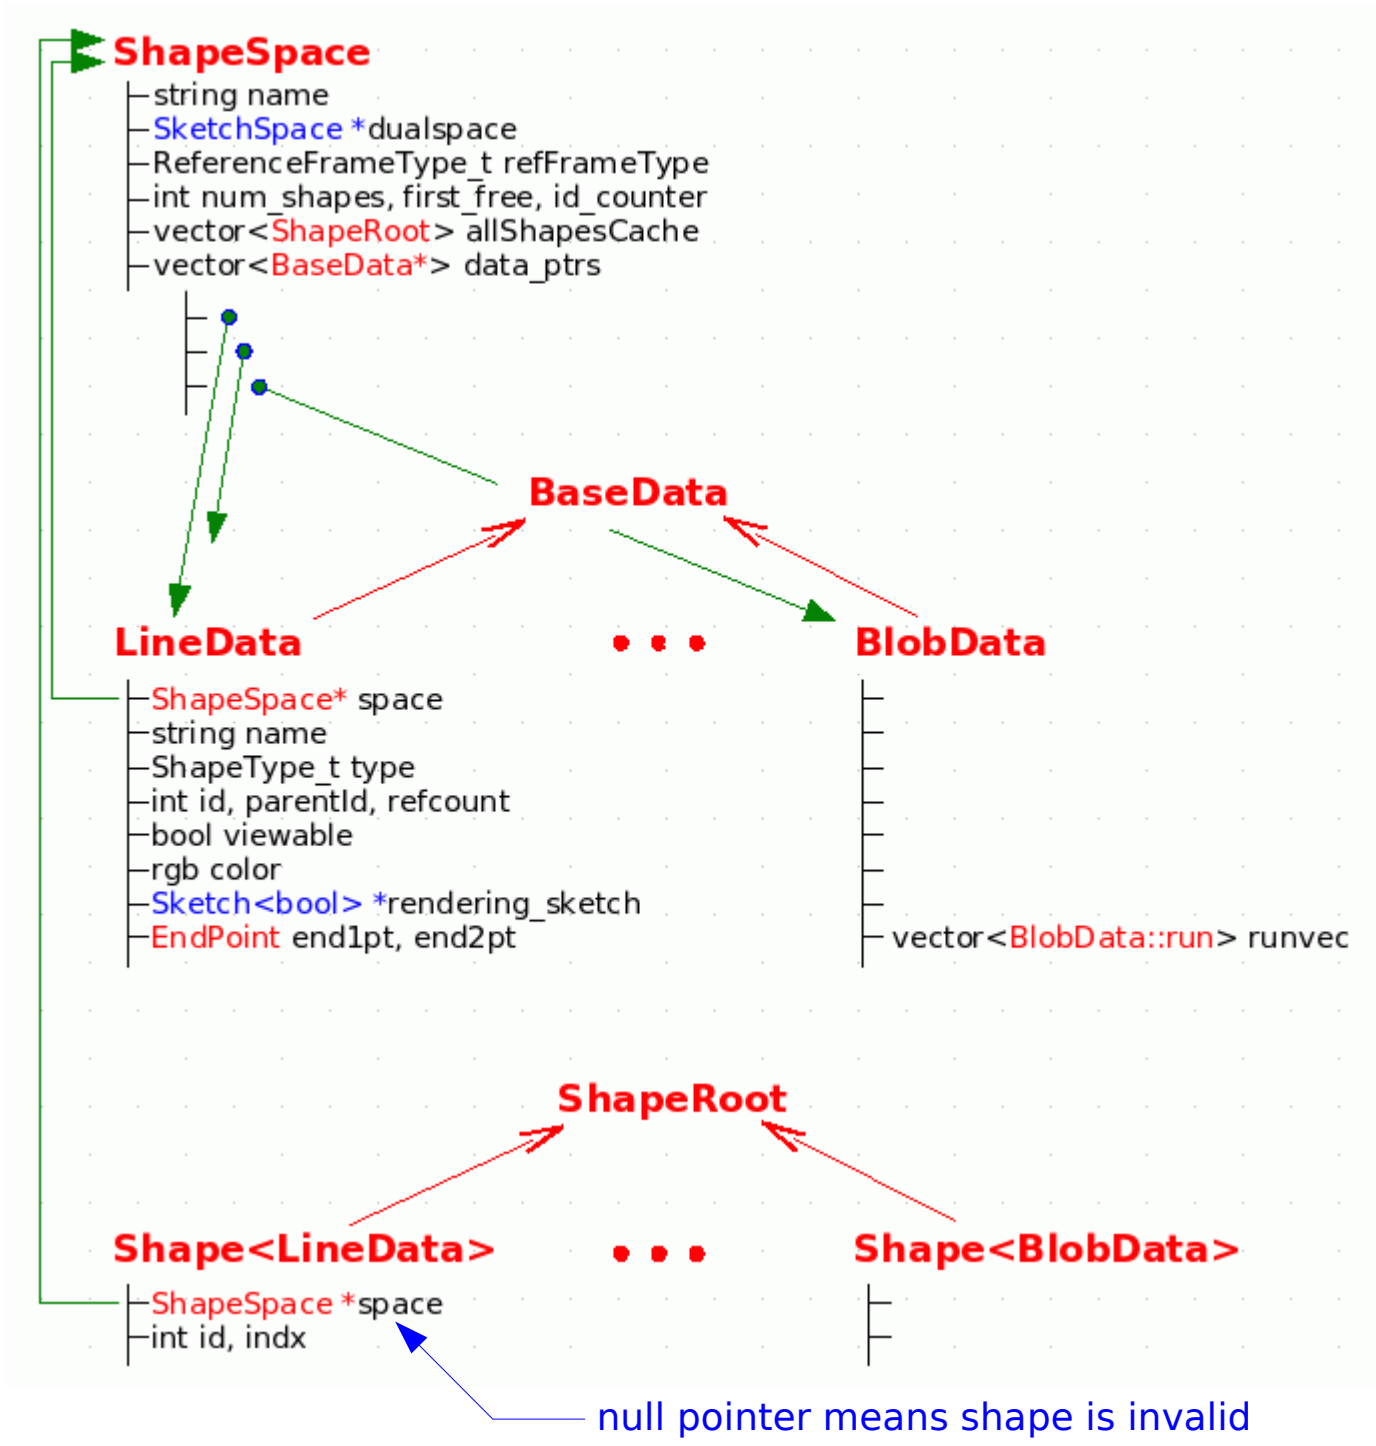 ShapeSpace
string name
SketchSpace *dualspace
ReferenceFrameType_t refFrameType
int num_shapes, first_free, id_counter
vector<ShapeRoot> allShapesCache
vector<BaseData*> data_ptrs
BaseData
LineData
BlobData
ShapeSpace* space
string name
ShapeType_t type
int id, parentId, refcount
bool viewable
rgb color
Sketch<bool> *rendering_sketch
EndPoint end1pt, end2pt
vector<BlobData::run> runvec
ShapeRoot
Shape<LineData>
Shape<BlobData>
ShapeSpace *space
int id, indx
null pointer means shape is invalid